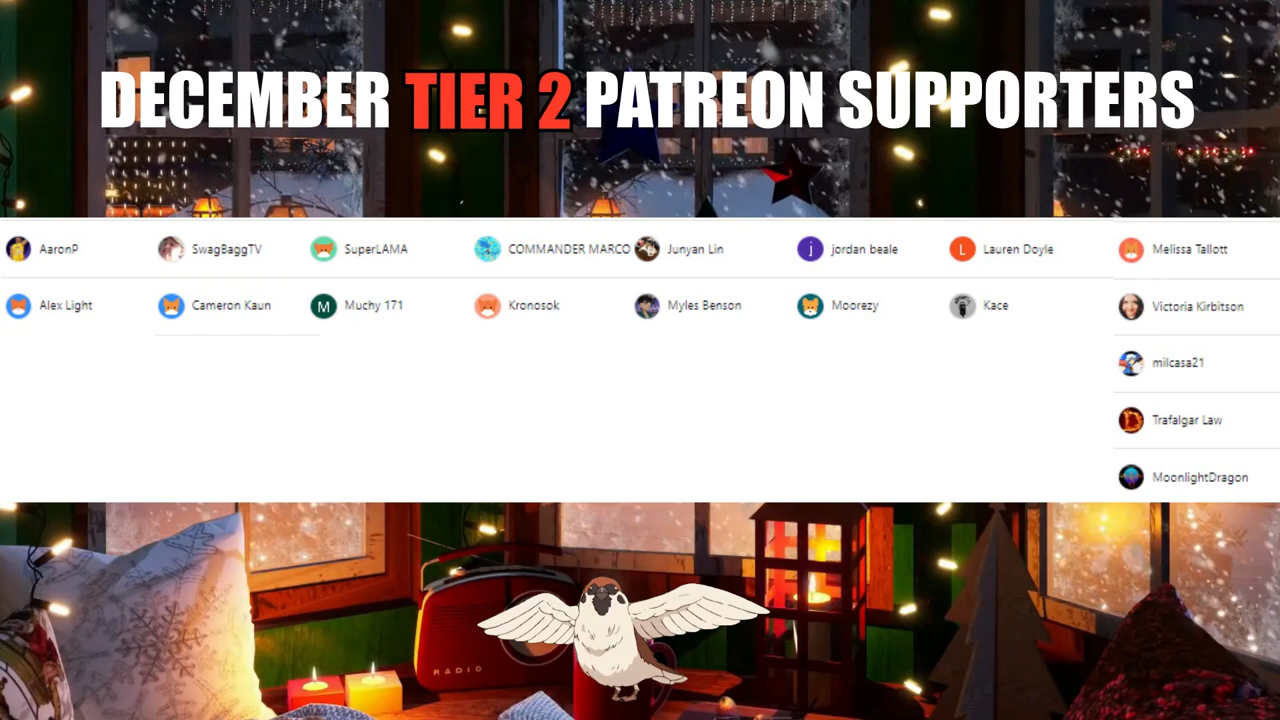 DECEMBER TIER 2 PATREON SUPPORTERS
AaronP SwagBaggTV SuperLAMA COMMANDER MARCO Junyan Lin j jordan beale L Lauren Doyle Melissa Tallott
Alex Light Cameron Kaun M Muchy 171 Kronosok Myles Benson Moorezy Kace Victoria Kirbitson
milcasa21
Trafalgar Law
MoonlightDragon
RADIO